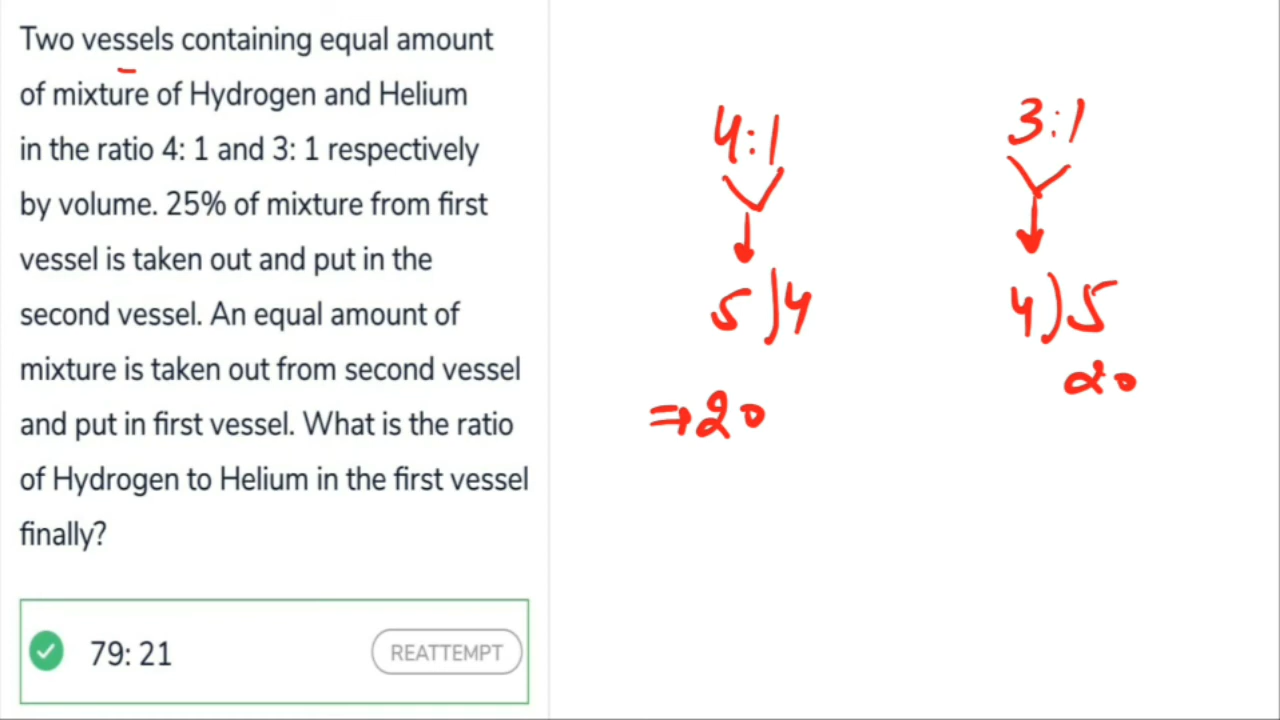 Two vessels containing equal amount
of mixture of Hydrogen and Helium
in the ratio 4: 1 and 3: 1 respectively
by volume. 25% of mixture from first
vessel is taken out and put in the
second vessel. An equal amount of
mixture is taken out from second vessel
and put in first vessel. What is the ratio
of Hydrogen to Helium in the first vessel
finally?
79: 21
REATTEMPT
4:1
3:1
5)4
4)5
⇒20
20